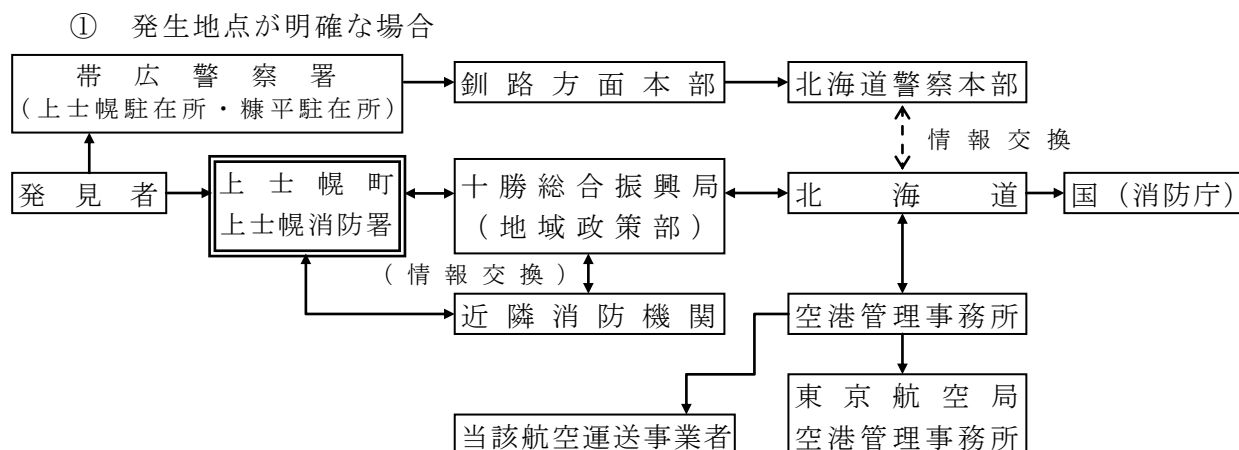 ① 発生地点が明確な場合
帯広警察署
(上士幌駐在所・糠平駐在所)
釧路方面本部
北海道警察本部
情報交換
発見者
上士幌町
上士幌消防署
十勝総合振興局
(地域政策部)
北海道
国(消防庁)
(情報交換)
近隣消防機関
空港管理事務所
当該航空運送事業者
東京航空局
空港管理事務所